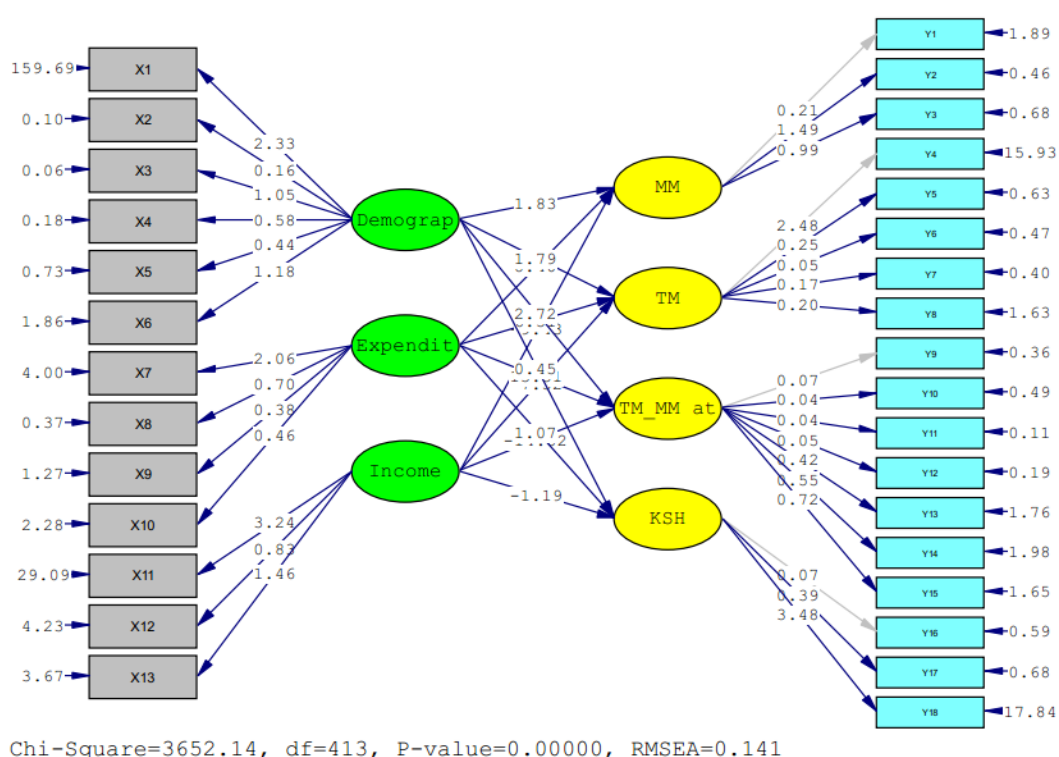 159.69 X1
0.10 X2
0.06 X3
0.18 X4
0.73 X5
1.86 X6
4.00 X7
0.37 X8
1.27 X9
2.28 X10
29.09 X11
4.23 X12
3.67 X13
2.33
0.16
1.05
0.58
0.44
1.18
2.06
0.70
0.38
0.46
3.24
0.83
1.46
Demograp
Expendit
Income
1.83
1.79
2.72
0.45
1.07
-1.19
MM
TM
TM_MM at
KSH
0.21
1.49
0.99
2.48
0.25
0.05
0.17
0.20
0.07
0.04
0.04
0.05
0.42
0.55
0.72
0.07
0.39
3.48
Y1 1.89
Y2 0.46
Y3 0.68
Y4 15.93
Y5 0.63
Y6 0.47
Y7 0.40
Y8 1.63
Y9 0.36
Y10 0.49
Y11 0.11
Y12 0.19
Y13 1.76
Y14 1.98
Y15 1.65
Y16 0.59
Y17 0.68
Y18 17.84
Chi-Square=3652.14, df=413, P-value=0.00000, RMSEA=0.141